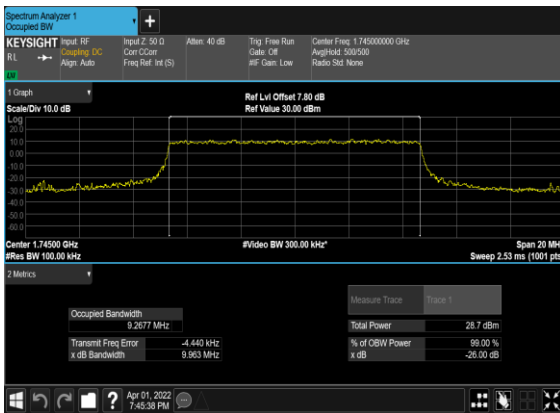 Spectrum Analyzer 1
Occupied BW
+
KEYSIGHT Input: RF Input Z: 50 Ω Atten: 40 dB Trig: Free Run Center Freq: 1.745000000 GHz
RL Coupling: DC Corr CCorr Gate: Off Avg|Hold: 500/500
Align: Auto Freq Ref: Int (S) #IF Gain: Low Radio Std: None
LV
1 Graph
Ref Lvl Offset 7.80 dB
Scale/Div 10.0 dB Ref Value 30.00 dBm
Log
20.0
10.0
0.00
-10.0
-20.0
-30.0
-40.0
-50.0
-60.0
Center 1.74500 GHz #Video BW 300.00 kHz* Span 20 MH
#Res BW 100.00 kHz Sweep 2.53 ms (1001 pts
2 Metrics
Measure Trace Trace 1
Occupied Bandwidth
9.2677 MHz Total Power 28.7 dBm
Transmit Freq Error -4.440 kHz % of OBW Power 99.00 %
x dB Bandwidth 9.963 MHz x dB -26.00 dB
? Apr 01, 2022
7:45:38 PM